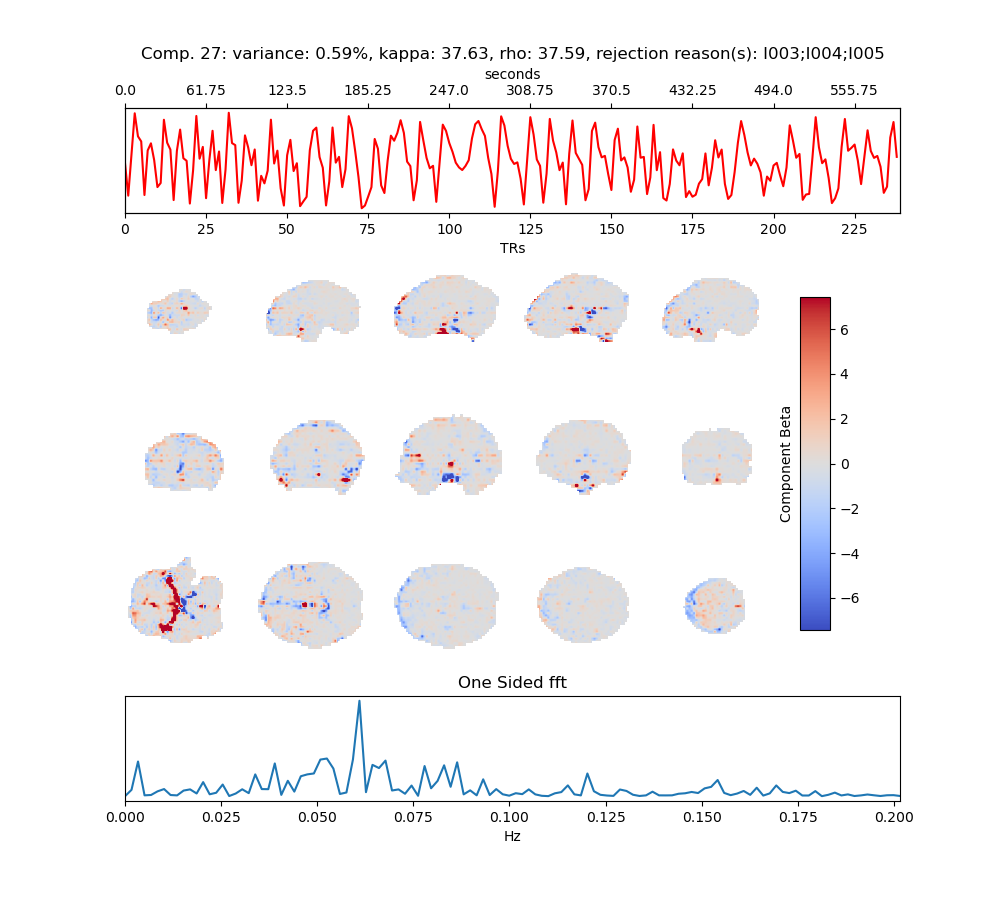 Comp. 27: variance: 0.59%, kappa: 37.63, rho: 37.59, rejection reason(s): I003;I004;I005
seconds
0.0 61.75 123.5 185.25 247.0 308.75 370.5 432.25 494.0 555.75
0 25 50 75 100 125 150 175 200 225
TRs
6
4
2
0
−2
−4
−6
Component Beta
One Sided fft
0.000 0.025 0.050 0.075 0.100 0.125 0.150 0.175 0.200
Hz